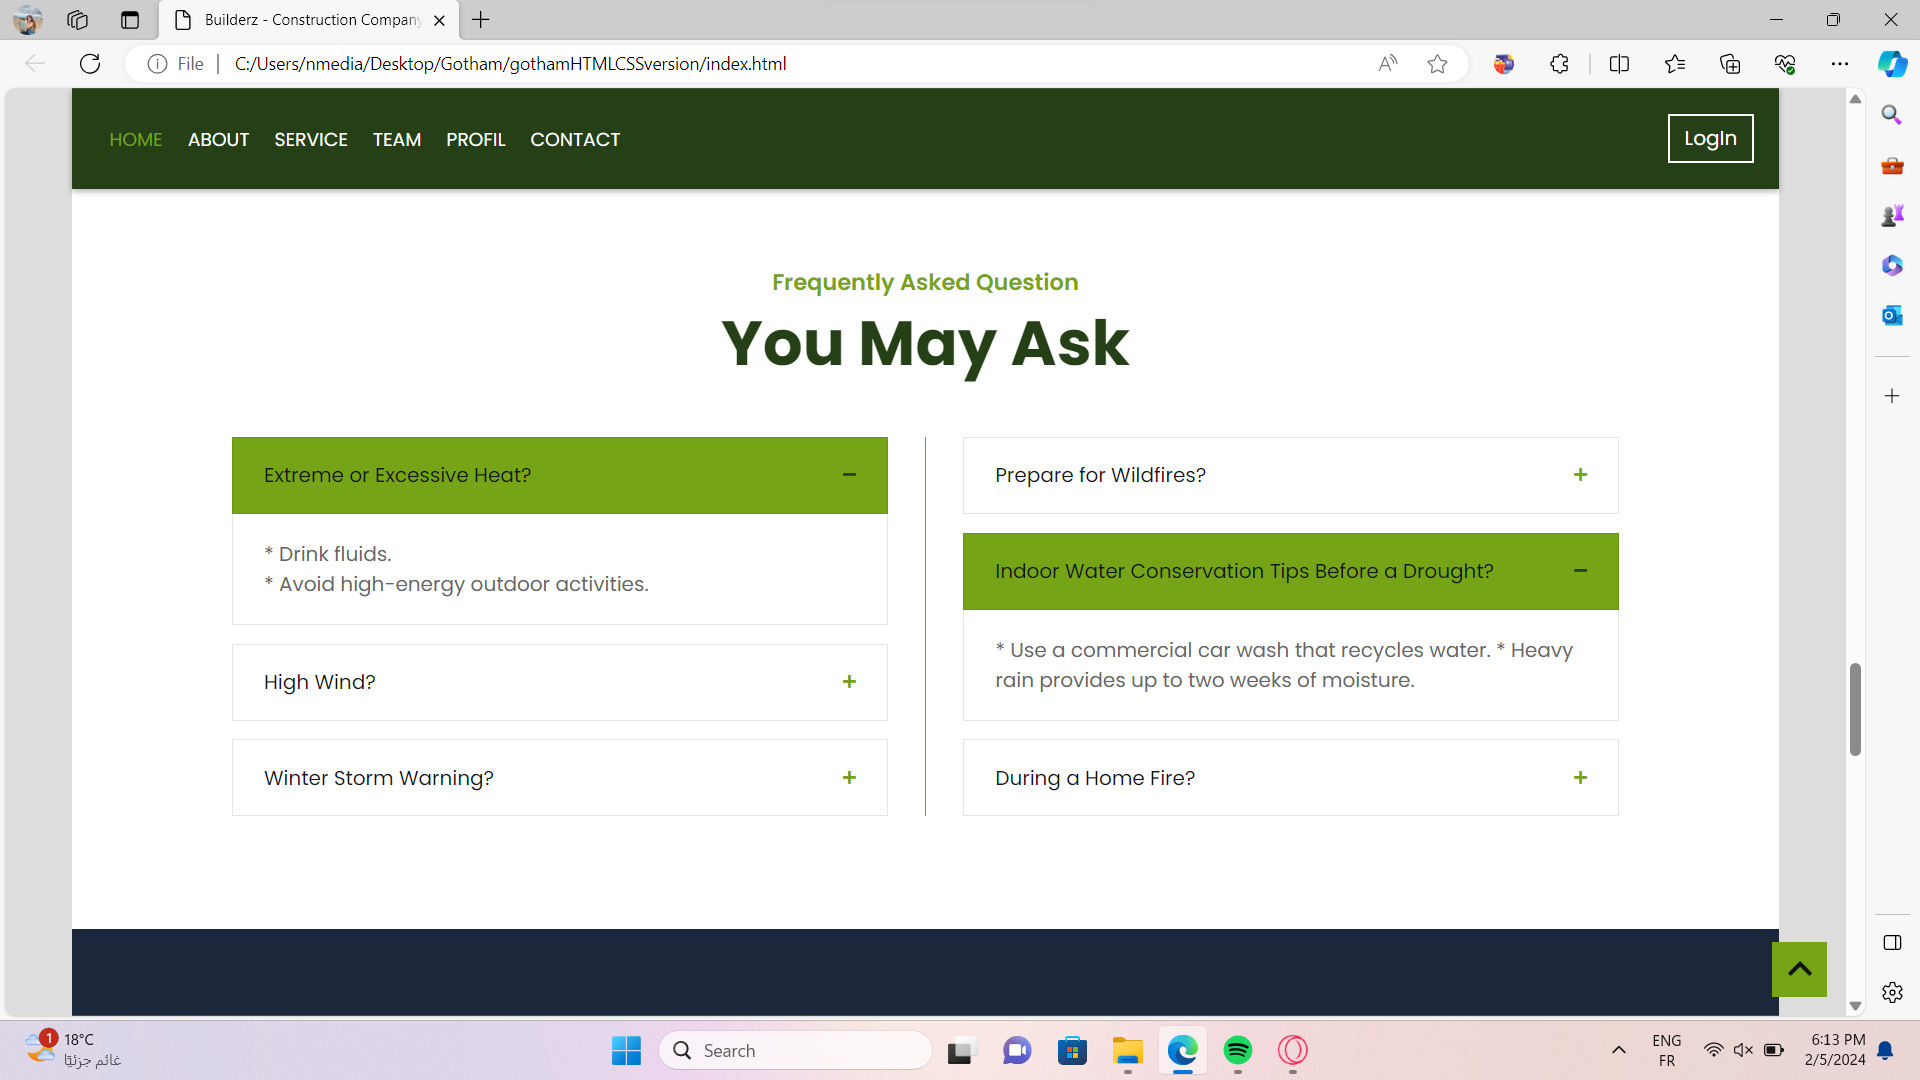 Builderz - Construction Company
File
C:/Users/nmedia/Desktop/Gotham/gothamHTMLCSSversion/index.html
HOME ABOUT SERVICE TEAM PROFIL CONTACT
LogIn
Frequently Asked Question
You May Ask
Extreme or Excessive Heat? −
* Drink fluids.
* Avoid high-energy outdoor activities.
High Wind? +
Winter Storm Warning? +
Prepare for Wildfires? +
Indoor Water Conservation Tips Before a Drought? −
* Use a commercial car wash that recycles water. * Heavy
rain provides up to two weeks of moisture.
During a Home Fire? +
1
18°C
غائم جزئيًا
Search
ENG
FR
6:13 PM
2/5/2024